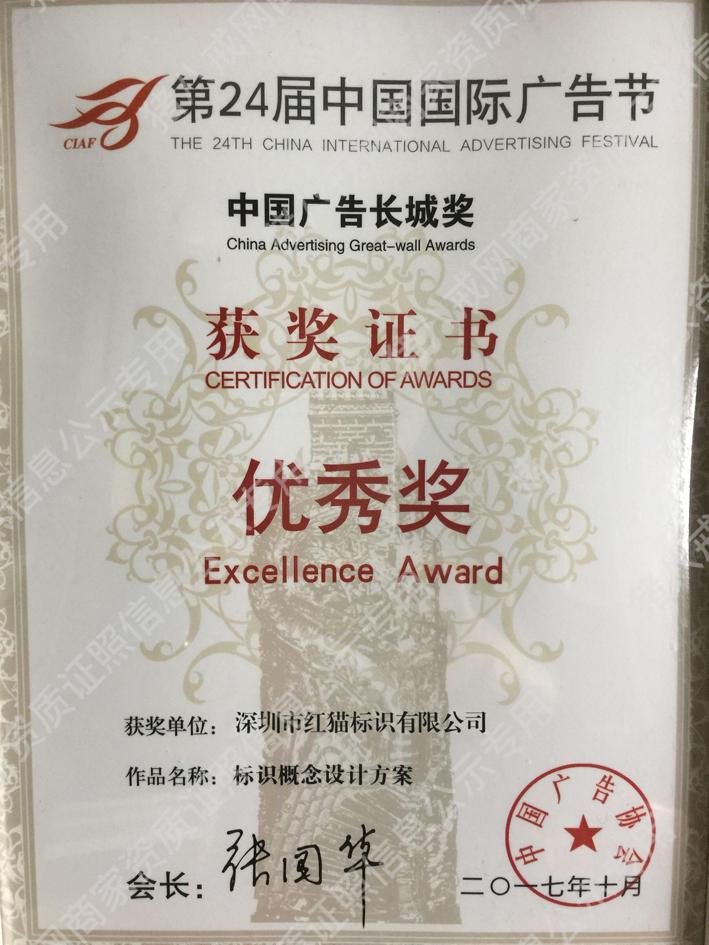 CIAF
第24届中国国际广告节
THE 24TH CHINA INTERNATIONAL ADVERTISING FESTIVAL
中国广告长城奖
China Advertising Great-wall Awards
获奖证书
CERTIFICATION OF AWARDS
优秀奖
Excellence Award
获奖单位：深圳市红猫标识有限公司
作品名称：标识概念设计方案
中国广告协会
会长：张国华
二〇一七年十月